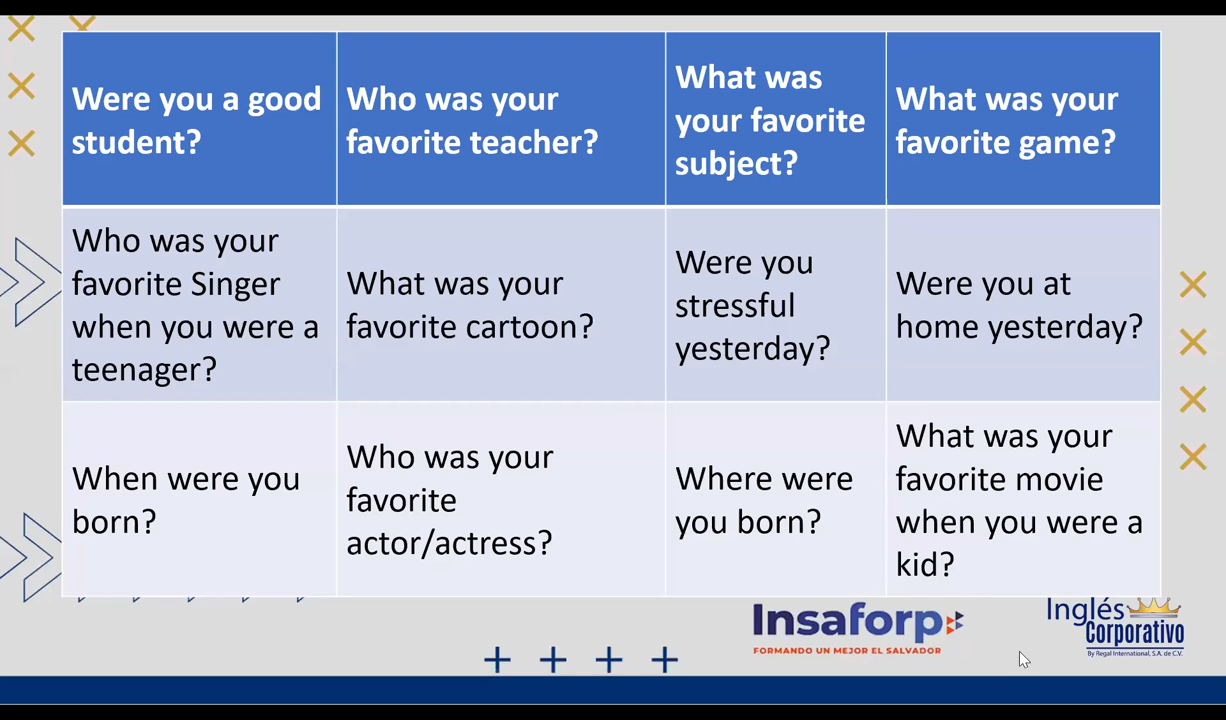 Were you a good
student?
Who was your
favorite teacher?
What was
your favorite
subject?
What was your
favorite game?
Who was your
favorite Singer
when you were a
teenager?
What was your
favorite cartoon?
Were you
stressful
yesterday?
Were you at
home yesterday?
When were you
born?
Who was your
favorite
actor/actress?
Where were
you born?
What was your
favorite movie
when you were a
kid?
Insaforp
FORMANDO UN MEJOR EL SALVADOR
Inglés
Corporativo
By Regal International, S.A. de C.V.